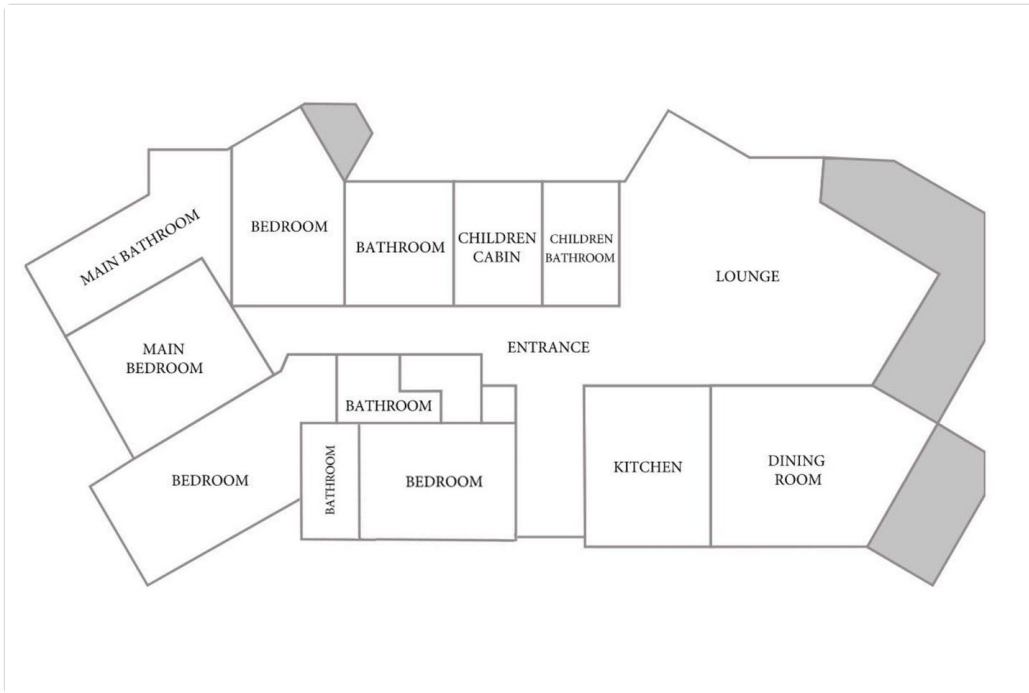 MAIN BATHROOM
BEDROOM
BATHROOM
CHILDREN
CABIN
CHILDREN
BATHROOM
LOUNGE
MAIN
BEDROOM
ENTRANCE
BATHROOM
BEDROOM
BATHROOM
BEDROOM
KITCHEN
DINING
ROOM